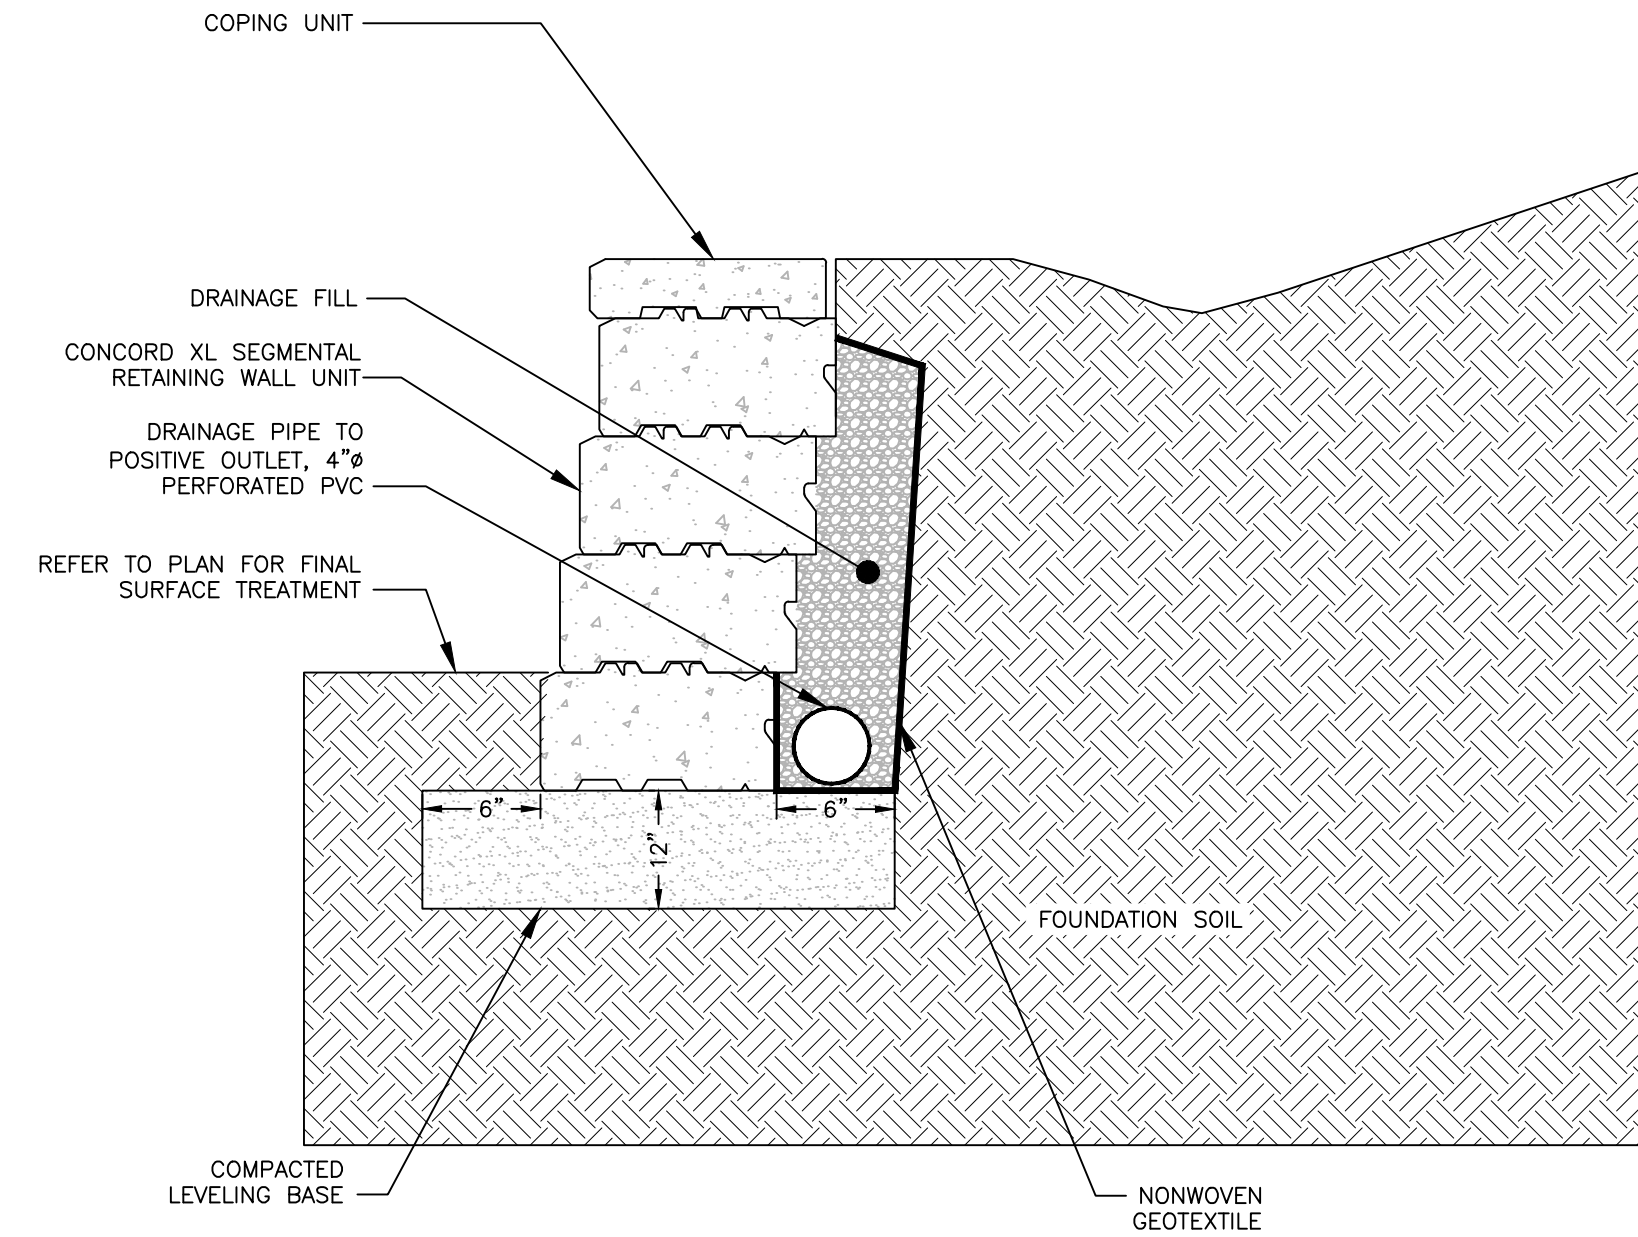 COPING UNIT
DRAINAGE FILL
CONCORD XL SEGMENTAL
RETAINING WALL UNIT
DRAINAGE PIPE TO
POSITIVE OUTLET, 4"ø
PERFORATED PVC
REFER TO PLAN FOR FINAL
SURFACE TREATMENT
6"
6"
12"
FOUNDATION SOIL
COMPACTED
LEVELING BASE
NONWOVEN
GEOTEXTILE